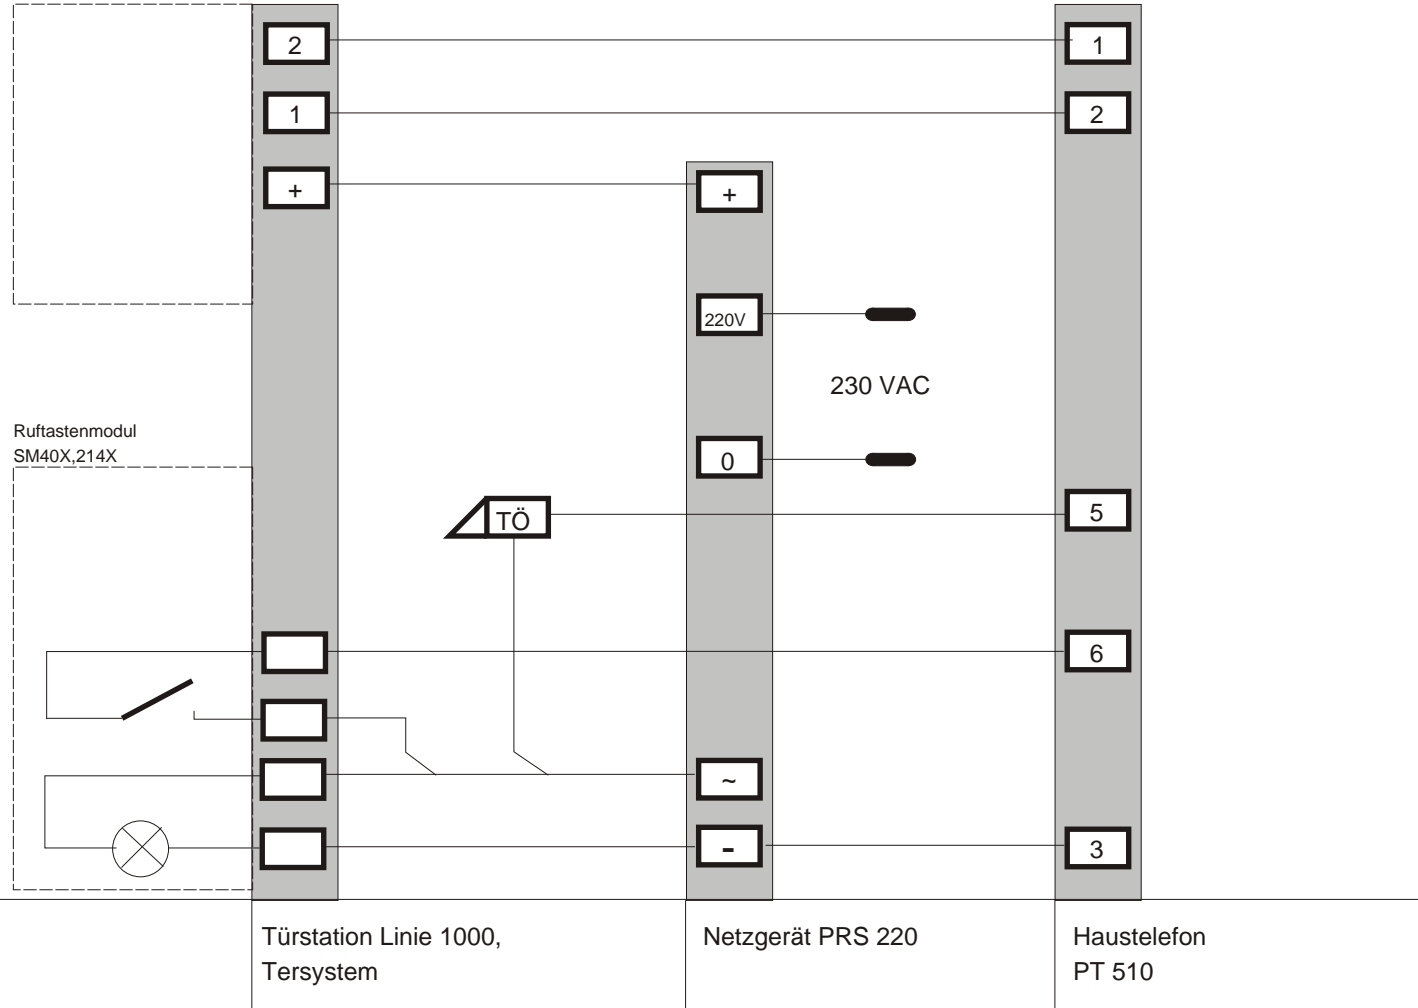 2
1
1
2
+
+
220V
230 VAC
Ruftastenmodul
SM40X,214X
0
TÖ
5
6
~
-
3
Türstation Linie 1000,
Tersystem
Netzgerät PRS 220
Haustelefon
PT 510